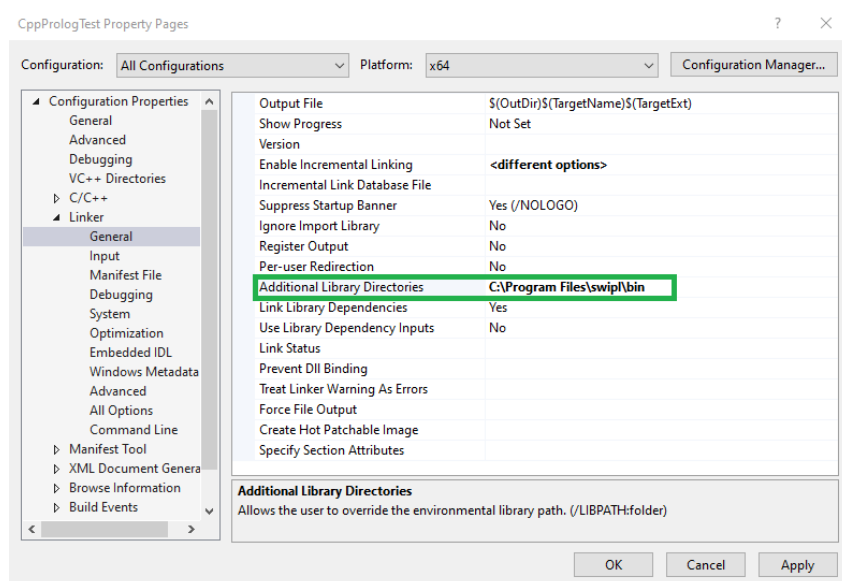 CppPrologTest Property Pages ? ×
Configuration: All Configurations Platform: x64 Configuration Manager...
Configuration Properties
General
Advanced
Debugging
VC++ Directories
C/C++
Linker
General
Input
Manifest File
Debugging
System
Optimization
Embedded IDL
Windows Metadata
Advanced
All Options
Command Line
Manifest Tool
XML Document Genera
Browse Information
Build Events
Output File $(OutDir)$(TargetName)$(TargetExt)
Show Progress Not Set
Version
Enable Incremental Linking <different options>
Incremental Link Database File
Suppress Startup Banner Yes (/NOLOGO)
Ignore Import Library No
Register Output No
Per-user Redirection No
Additional Library Directories C:\Program Files\swipl\bin
Link Library Dependencies Yes
Use Library Dependency Inputs No
Link Status
Prevent Dll Binding
Treat Linker Warning As Errors
Force File Output
Create Hot Patchable Image
Specify Section Attributes
Additional Library Directories
Allows the user to override the environmental library path. (/LIBPATH:folder)
OK Cancel Apply